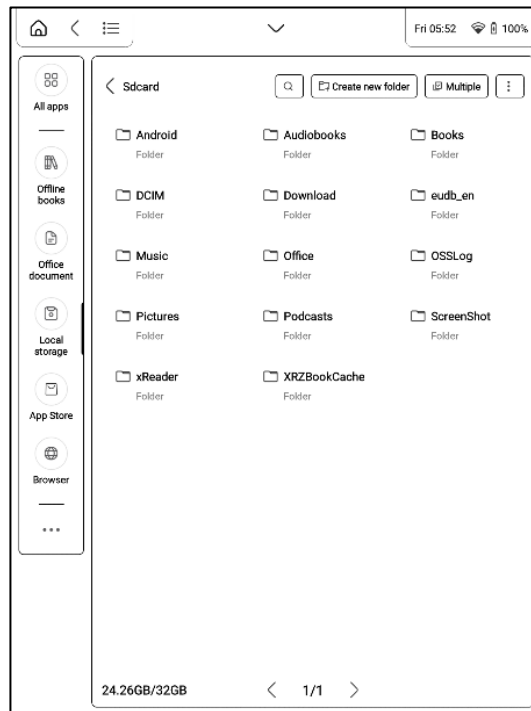 Fri 05:52 100%
All apps
Offline
books
Office
document
Local
storage
App Store
Browser
Sdcard
Create new folder
Multiple
Android Audiobooks Books
Folder Folder Folder
DCIM Download eudb_en
Folder Folder Folder
Music Office OSSLog
Folder Folder Folder
Pictures Podcasts ScreenShot
Folder Folder Folder
xReader XRZBookCache
Folder Folder
24.26GB/32GB 1/1